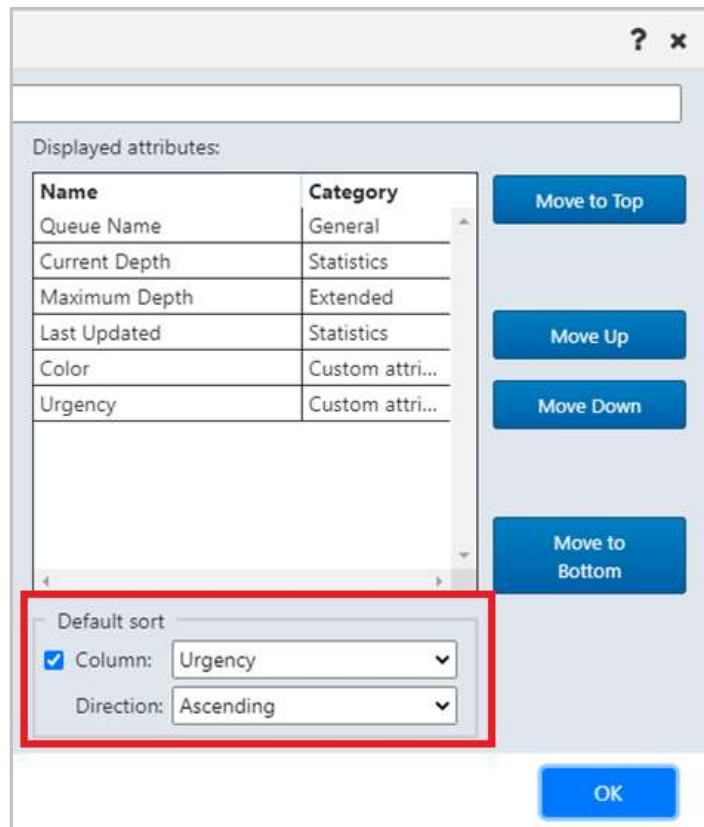 ? ×
Displayed attributes:
Name Category
Queue Name General
Current Depth Statistics
Maximum Depth Extended
Last Updated Statistics
Color Custom attri...
Urgency Custom attri...
Move to Top
Move Up
Move Down
Move to
Bottom
Default sort
Column: Urgency
Direction: Ascending
OK